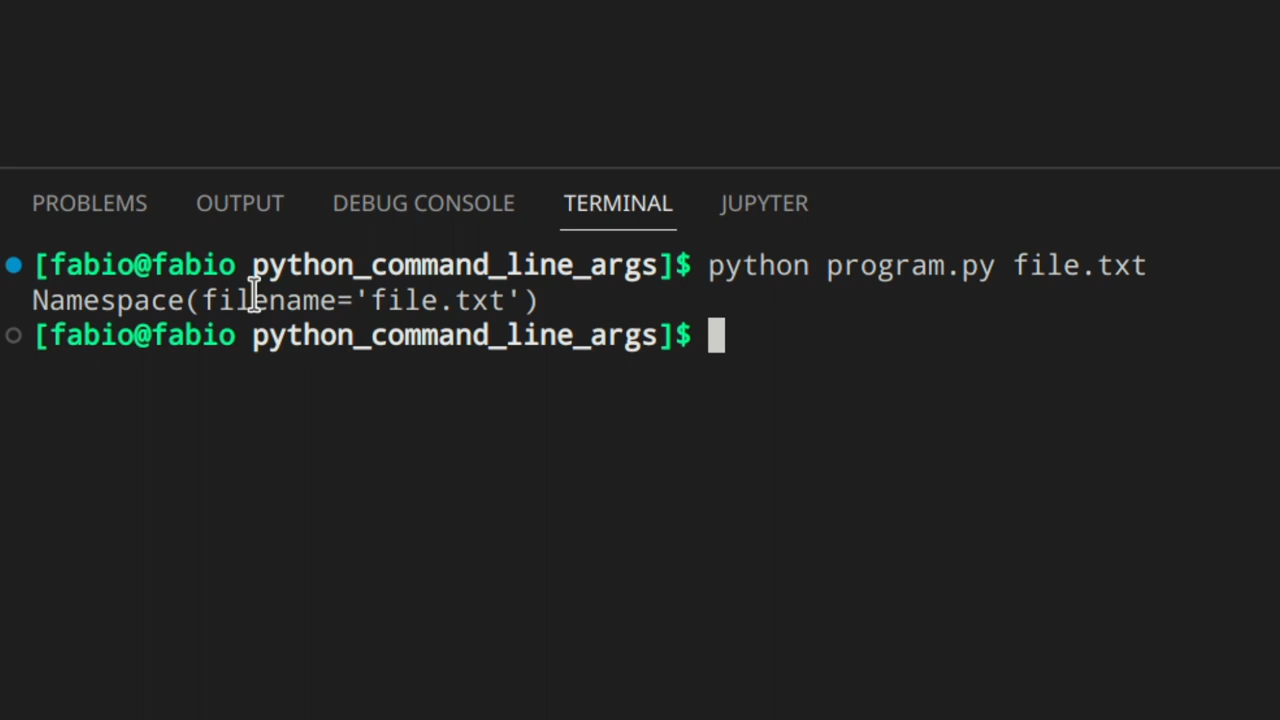 PROBLEMS OUTPUT DEBUG CONSOLE TERMINAL JUPYTER
[fabio@fabio python_command_line_args]$ python program.py file.txt
Namespace(filename='file.txt')
[fabio@fabio python_command_line_args]$